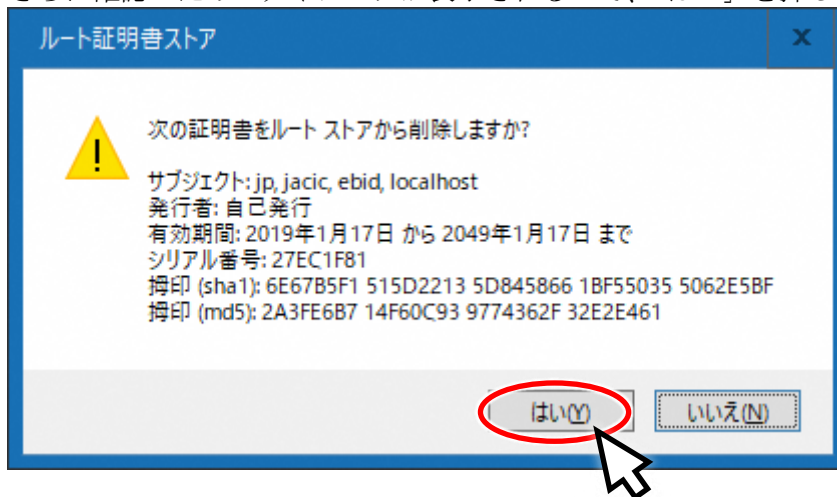 ルート証明書ストア
x
次の証明書をルート ストアから削除しますか?
サブジェクト: jp, jacic, ebid, localhost
発行者: 自己発行
有効期間: 2019年1月17日 から 2049年1月17日 まで
シリアル番号: 27EC1F81
拇印 (sha1): 6E67B5F1 515D2213 5D845866 1BF55035 5062E5BF
拇印 (md5): 2A3FE6B7 14F60C93 9774362F 32E2E461
はい(Y)
いいえ(N)